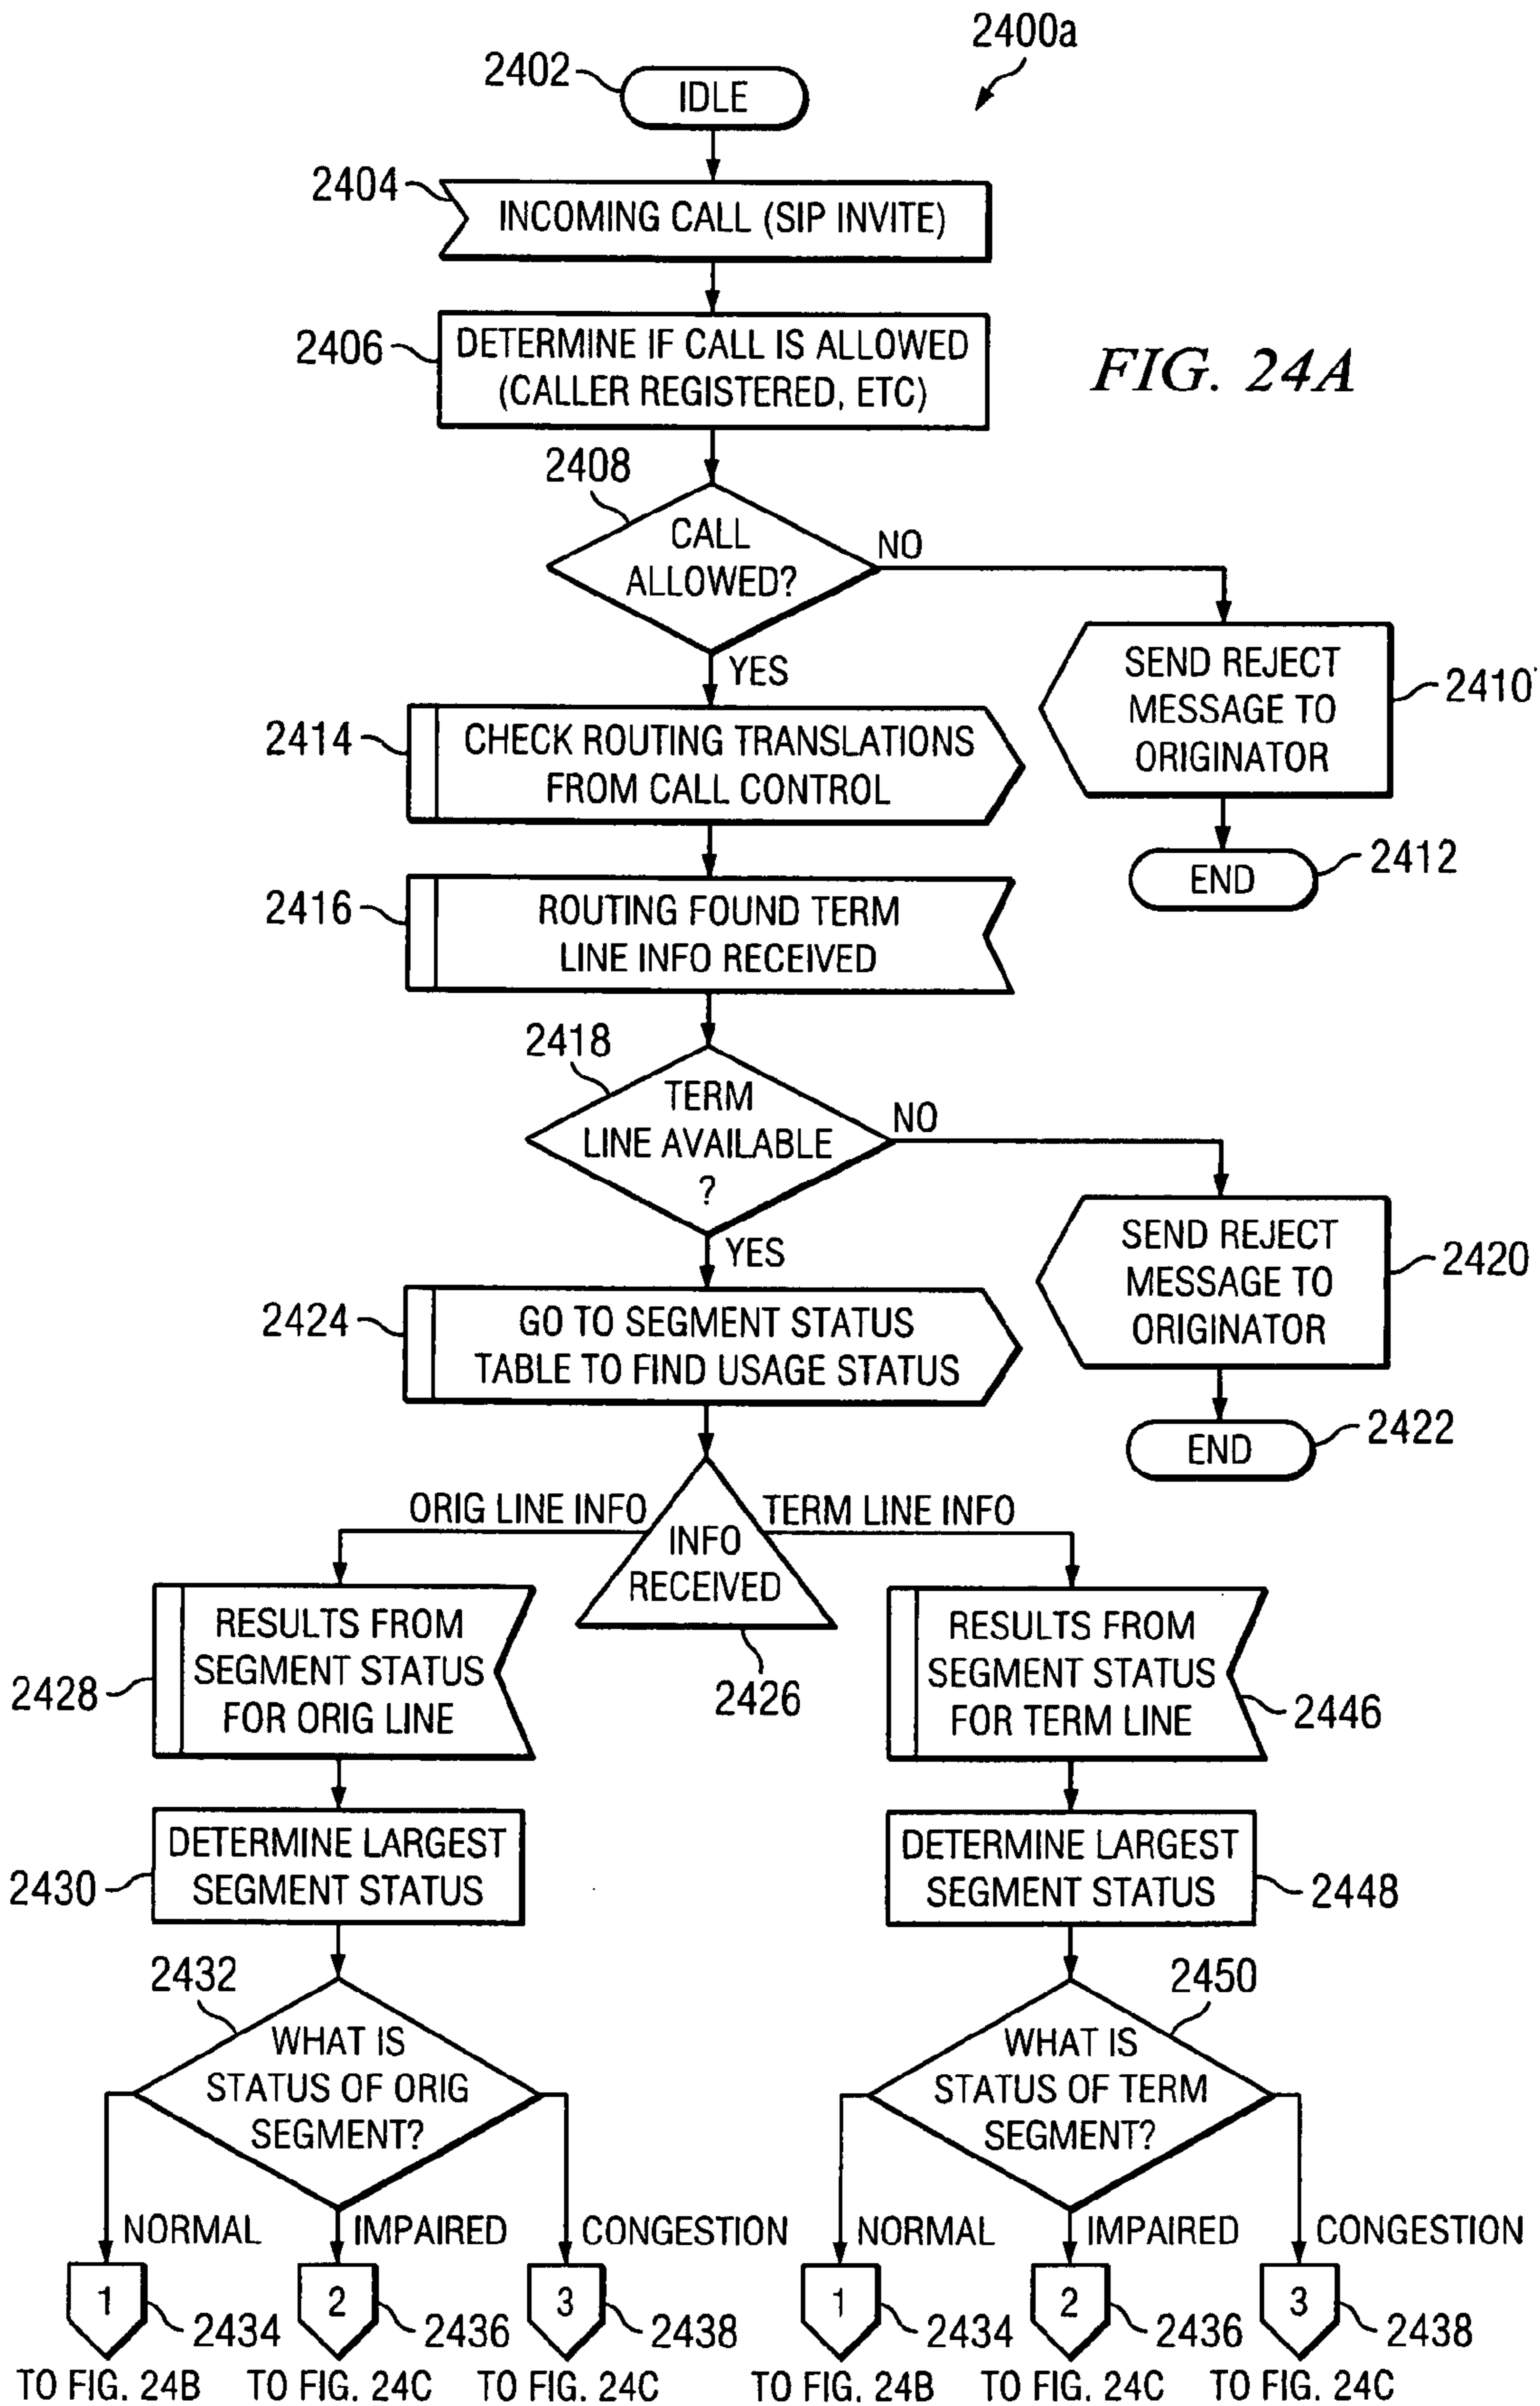 2400a
2402
IDLE
2404
INCOMING CALL (SIP INVITE)
2406
DETERMINE IF CALL IS ALLOWED
(CALLER REGISTERED, ETC)
FIG. 24A
2408
CALL
ALLOWED?
NO
YES
SEND REJECT
MESSAGE TO
ORIGINATOR
2410
2414
CHECK ROUTING TRANSLATIONS
FROM CALL CONTROL
END
2412
2416
ROUTING FOUND TERM
LINE INFO RECEIVED
2418
TERM
LINE AVAILABLE
?
NO
YES
SEND REJECT
MESSAGE TO
ORIGINATOR
2420
2424
GO TO SEGMENT STATUS
TABLE TO FIND USAGE STATUS
END
2422
ORIG LINE INFO
TERM LINE INFO
INFO
RECEIVED
2426
2428
RESULTS FROM
SEGMENT STATUS
FOR ORIG LINE
RESULTS FROM
SEGMENT STATUS
FOR TERM LINE
2446
2430
DETERMINE LARGEST
SEGMENT STATUS
DETERMINE LARGEST
SEGMENT STATUS
2448
2432
WHAT IS
STATUS OF ORIG
SEGMENT?
2450
WHAT IS
STATUS OF TERM
SEGMENT?
NORMAL
IMPAIRED
CONGESTION
NORMAL
IMPAIRED
CONGESTION
1
2434
2
2436
3
2438
1
2434
2
2436
3
2438
TO FIG. 24B
TO FIG. 24C
TO FIG. 24C
TO FIG. 24B
TO FIG. 24C
TO FIG. 24C